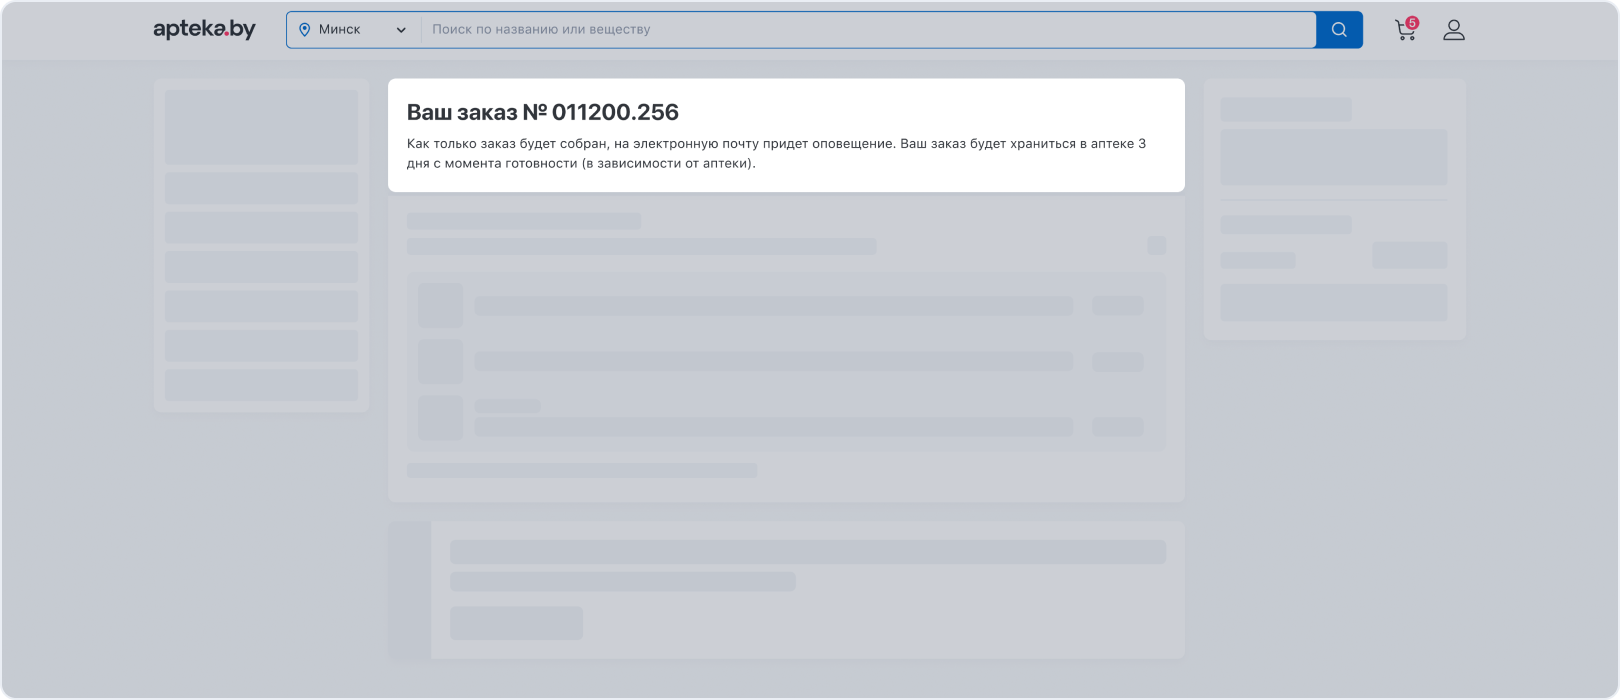 apteka.by
Минск
Поиск по названию или веществу
5
Ваш заказ № 011200.256
Как только заказ будет собран, на электронную почту придет оповещение. Ваш заказ будет храниться в аптеке 3
дня с момента готовности (в зависимости от аптеки).